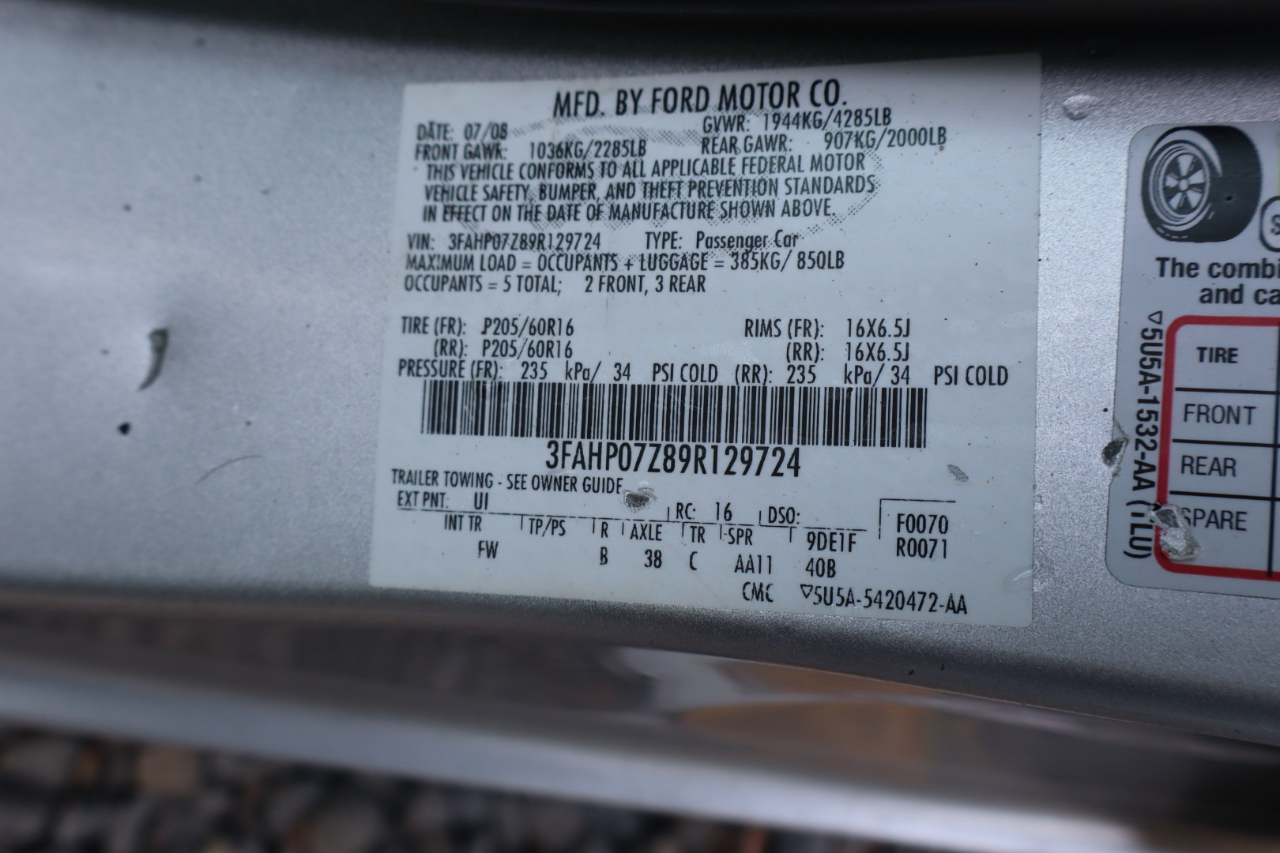 MFD. BY FORD MOTOR CO.
DATE: 07/08 GVWR: 1944KG/4285LB
FRONT GAWR: 1036KG/2285LB REAR GAWR: 907KG/2000LB
THIS VEHICLE CONFORMS TO ALL APPLICABLE FEDERAL MOTOR
VEHICLE SAFETY, BUMPER, AND THEFT PREVENTION STANDARDS
IN EFFECT ON THE DATE OF MANUFACTURE SHOWN ABOVE.
VIN: 3FAHP07Z89R129724 TYPE: Passenger Car
MAXIMUM LOAD = OCCUPANTS + LUGGAGE = 385KG/ 850LB
OCCUPANTS = 5 TOTAL; 2 FRONT, 3 REAR
TIRE (FR): P205/60R16 RIMS (FR): 16X6.5J
(RR): P205/60R16 (RR): 16X6.5J
PRESSURE (FR): 235 kPa/ 34 PSI COLD (RR): 235 kPa/ 34 PSI COLD
3FAHP07Z89R129724
TRAILER TOWING - SEE OWNER GUIDE
EXT PNT: UI RC: 16 DSO: F0070
INT TR TP/PS R AXLE TR SPR 9DE1F R0071
FW B 38 C AA11 40B
CMC ▽5U5A-5420472-AA
The combi
and ca
▽5U5A-1532-AA (TLU)
TIRE
FRONT
REAR
SPARE